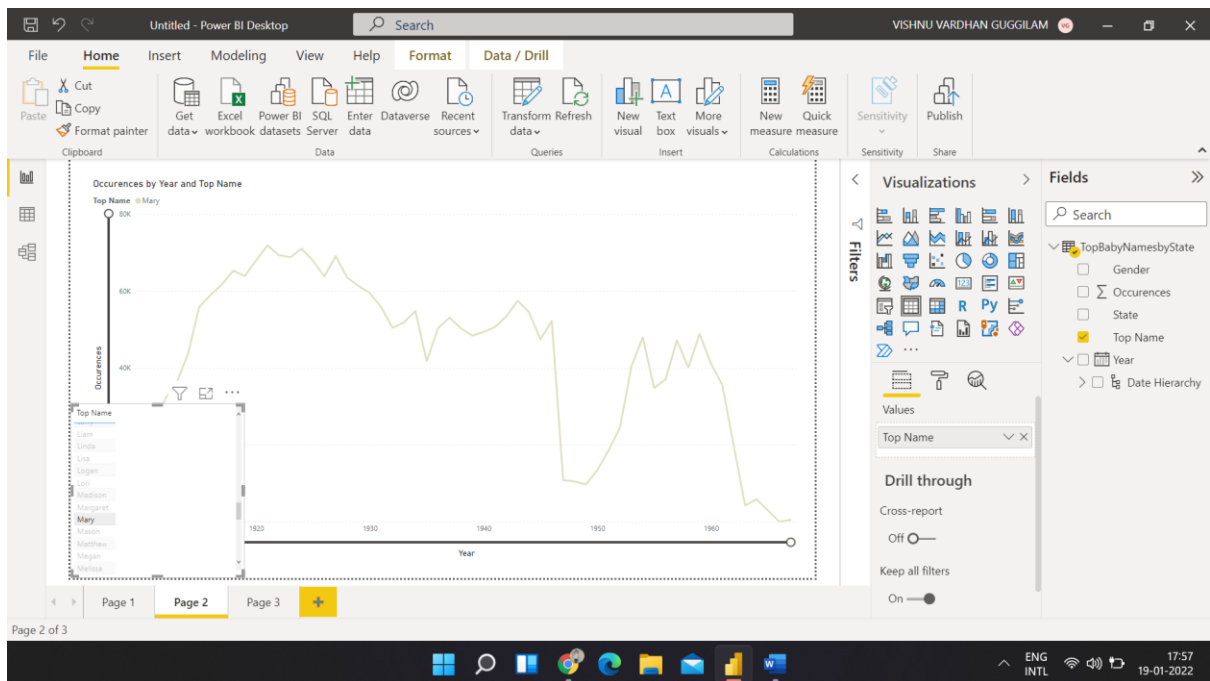 Untitled - Power BI Desktop
Search
VISHNU VARDHAN GUGGILAM
VG
File Home Insert Modeling View Help Format Data / Drill
Paste
Cut
Copy
Format painter
Clipboard
Get data
Excel workbook
Power BI datasets
SQL Server
Enter data
Dataverse
Recent sources
Data
Transform data
Refresh
Queries
New visual
Text box
More visuals
Insert
New measure
Quick measure
Calculations
Sensitivity
Sensitivity
Publish
Share
Occurences by Year and Top Name
Top Name Mary
80K
60K
40K
Occurences
1920 1930 1940 1950 1960
Year
Top Name
Liam
Linda
Lisa
Logan
Lori
Madison
Margaret
Mary
Mason
Matthew
Megan
Melissa
Filters
Visualizations
123
R Py
Values
Top Name
Drill through
Cross-report
Off
Keep all filters
On
Fields
Search
TopBabyNamesbyState
Gender
∑ Occurences
State
Top Name
Year
Date Hierarchy
Page 1 Page 2 Page 3 +
Page 2 of 3
ENG
INTL
17:57
19-01-2022